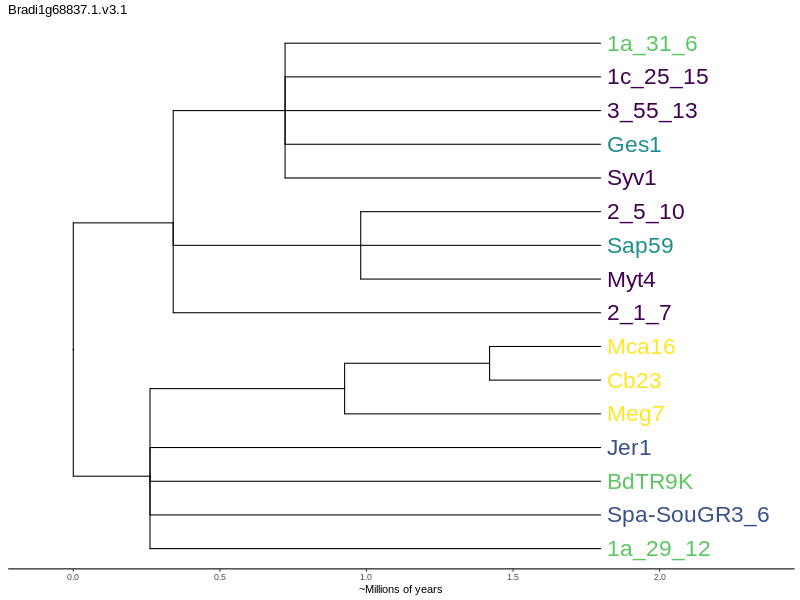 Bradi1g68837.1.v3.1
1a_31_6
1c_25_15
3_55_13
Ges1
Syv1
2_5_10
Sap59
Myt4
2_1_7
Mca16
Cb23
Meg7
Jer1
BdTR9K
Spa-SouGR3_6
1a_29_12
0.0 0.5 1.0 1.5 2.0
~Millions of years